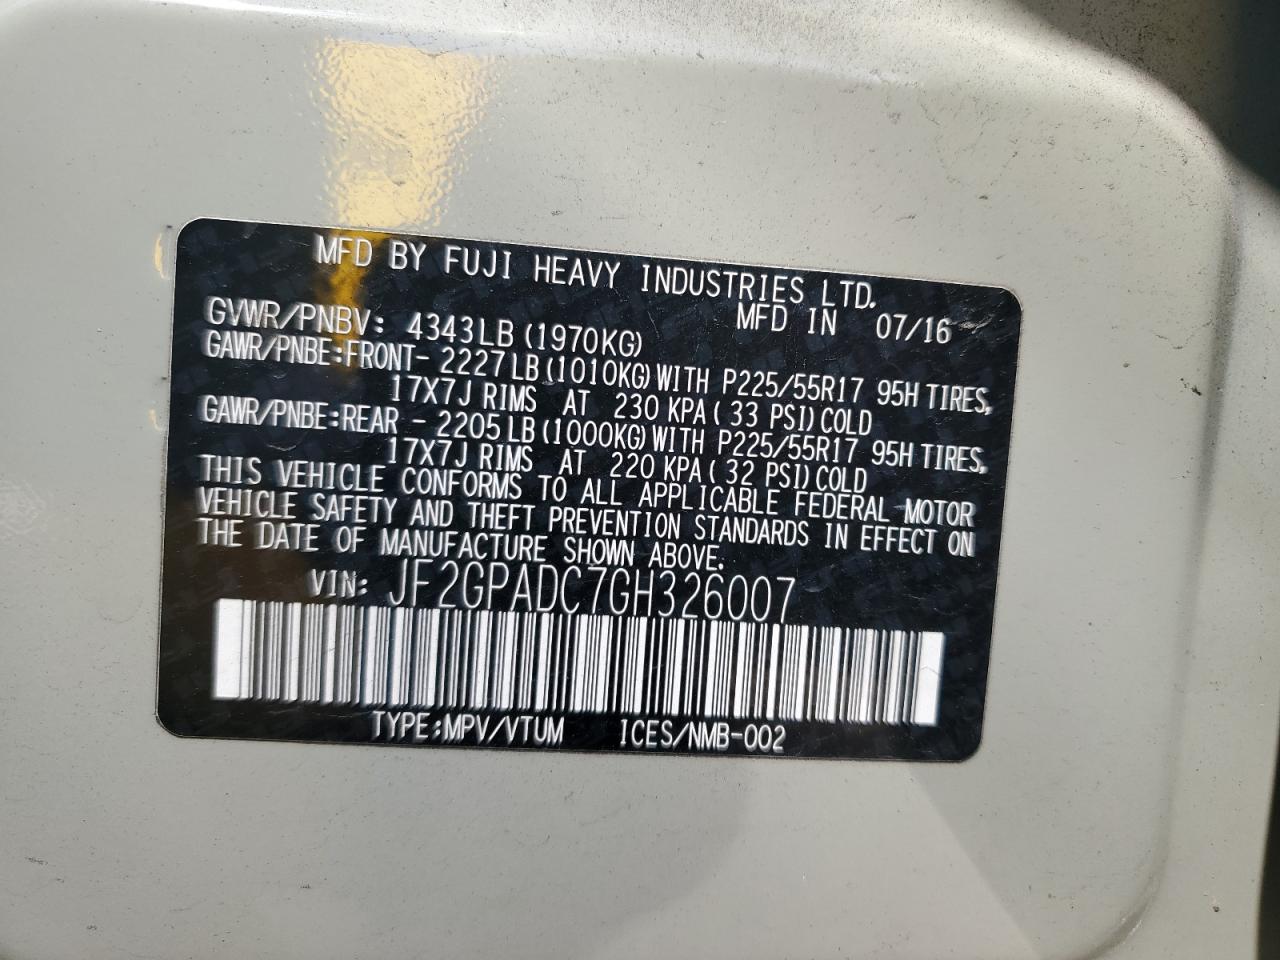 MFD BY FUJI HEAVY INDUSTRIES LTD.
MFD IN 07/16
GVWR/PNBV: 4343LB (1970KG)
GAWR/PNBE:FRONT- 2227LB (1010KG) WITH P225/55R17 95H TIRES,
17X7J RIMS AT 230 KPA ( 33 PSI) COLD
GAWR/PNBE:REAR - 2205LB (1000KG) WITH P225/55R17 95H TIRES,
17X7J RIMS AT 220 KPA ( 32 PSI) COLD
THIS VEHICLE CONFORMS TO ALL APPLICABLE FEDERAL MOTOR
VEHICLE SAFETY AND THEFT PREVENTION STANDARDS IN EFFECT ON
THE DATE OF MANUFACTURE SHOWN ABOVE.
VIN: JF2GPADC7GH326007
TYPE:MPV/VTUM ICES/NMB-002